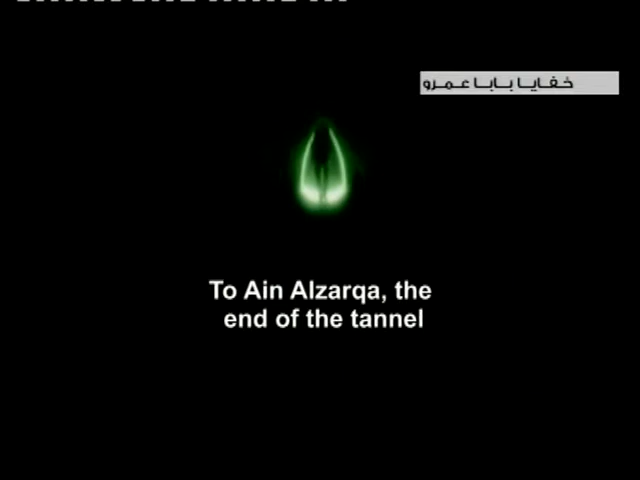 خفايا بابا عمرو
To Ain Alzarqa, the
end of the tannel